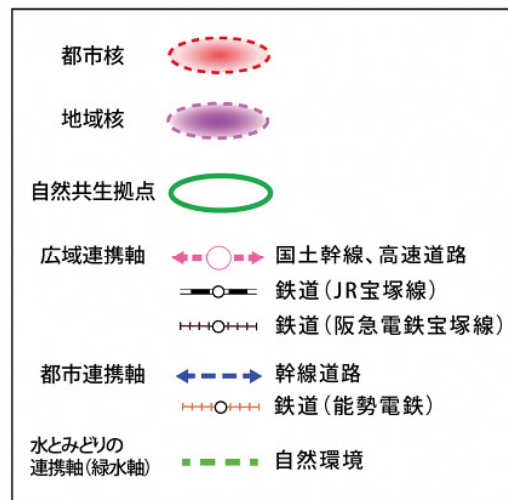 都市核
地域核
自然共生拠点
広域連携軸 国土幹線、高速道路
鉄道（JR宝塚線）
鉄道（阪急電鉄宝塚線）
都市連携軸 幹線道路
鉄道（能勢電鉄）
水とみどりの
連携軸（緑水軸） 自然環境